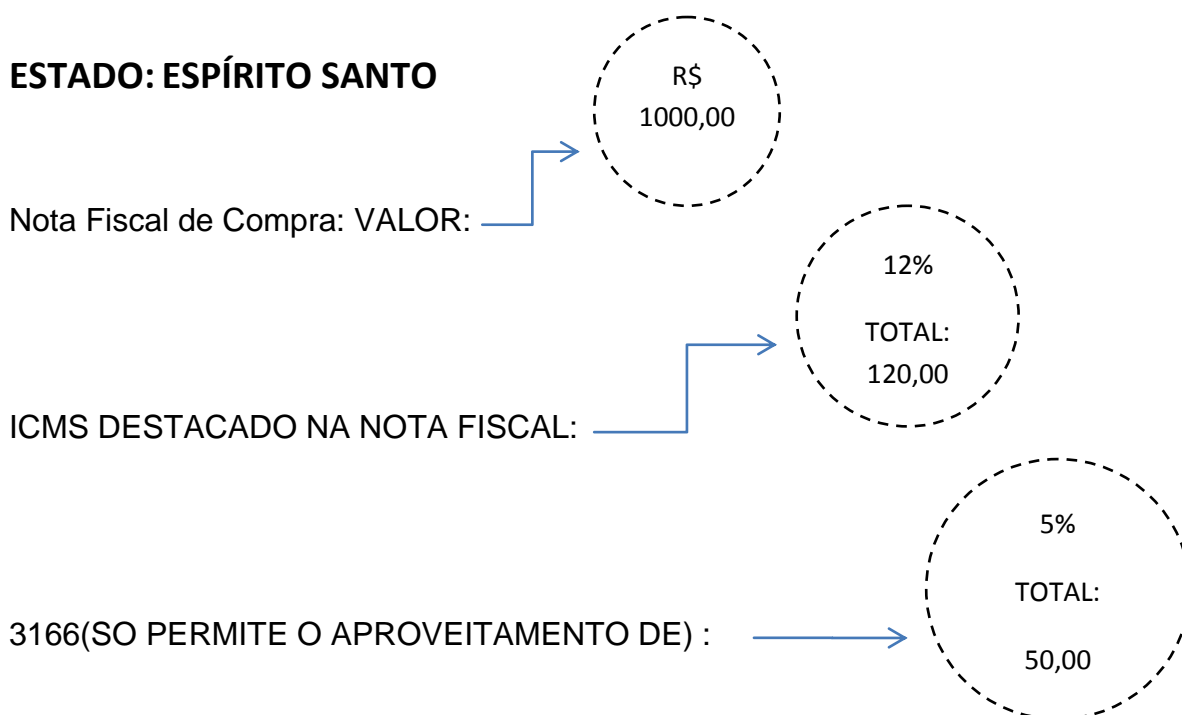 ESTADO: ESPÍRITO SANTO
R$
1000,00
Nota Fiscal de Compra: VALOR:
12%
TOTAL:
120,00
ICMS DESTACADO NA NOTA FISCAL:
5%
TOTAL:
50,00
3166(SO PERMITE O APROVEITAMENTO DE) :